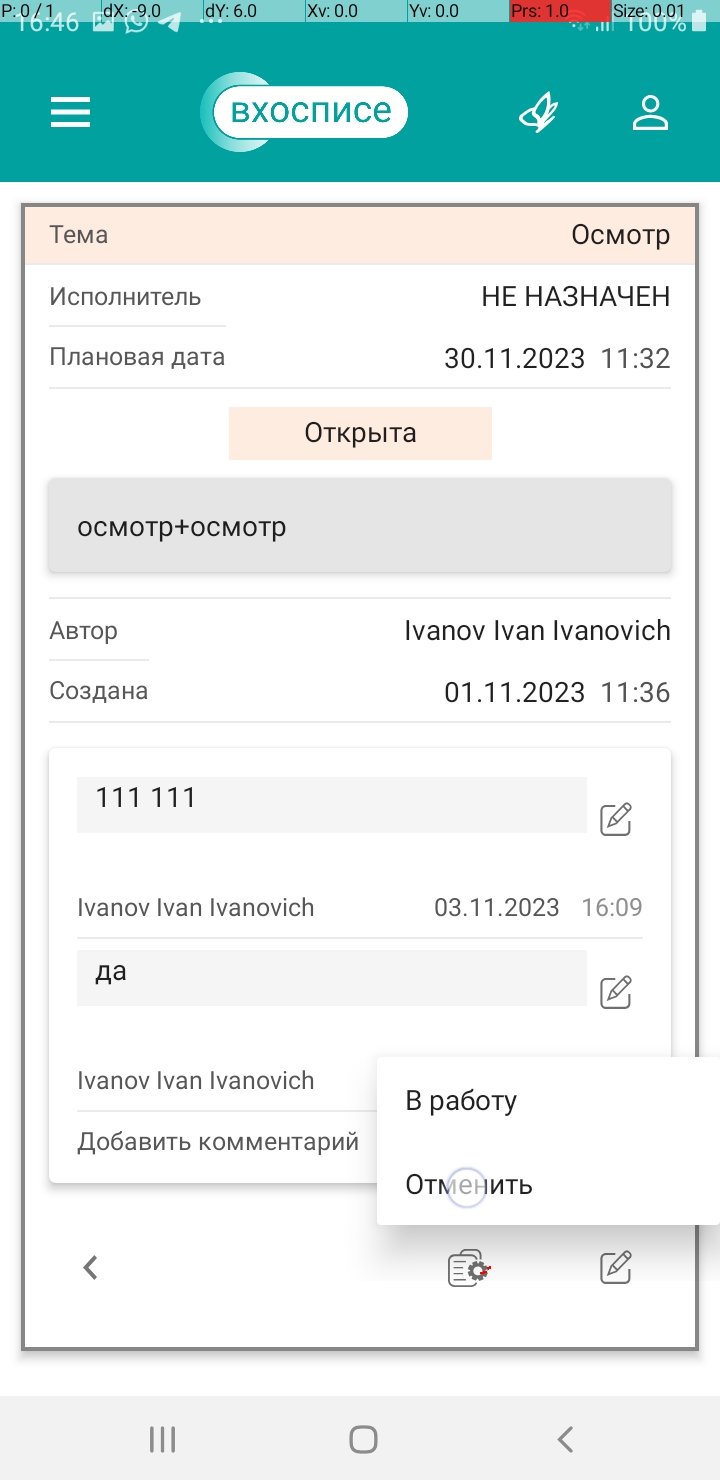 P: 0 / 1 dX: -9.0 dY: 6.0 Xv: 0.0 Yv: 0.0 Prs: 1.0 Size: 0.01
16:46 100%
вхосписе
Тема Осмотр
Исполнитель НЕ НАЗНАЧЕН
Плановая дата 30.11.2023 11:32
Открыта
осмотр+осмотр
Автор Ivanov Ivan Ivanovich
Создана 01.11.2023 11:36
111 111
Ivanov Ivan Ivanovich 03.11.2023 16:09
да
Ivanov Ivan Ivanovich
В работу
Добавить комментарий
Отменить